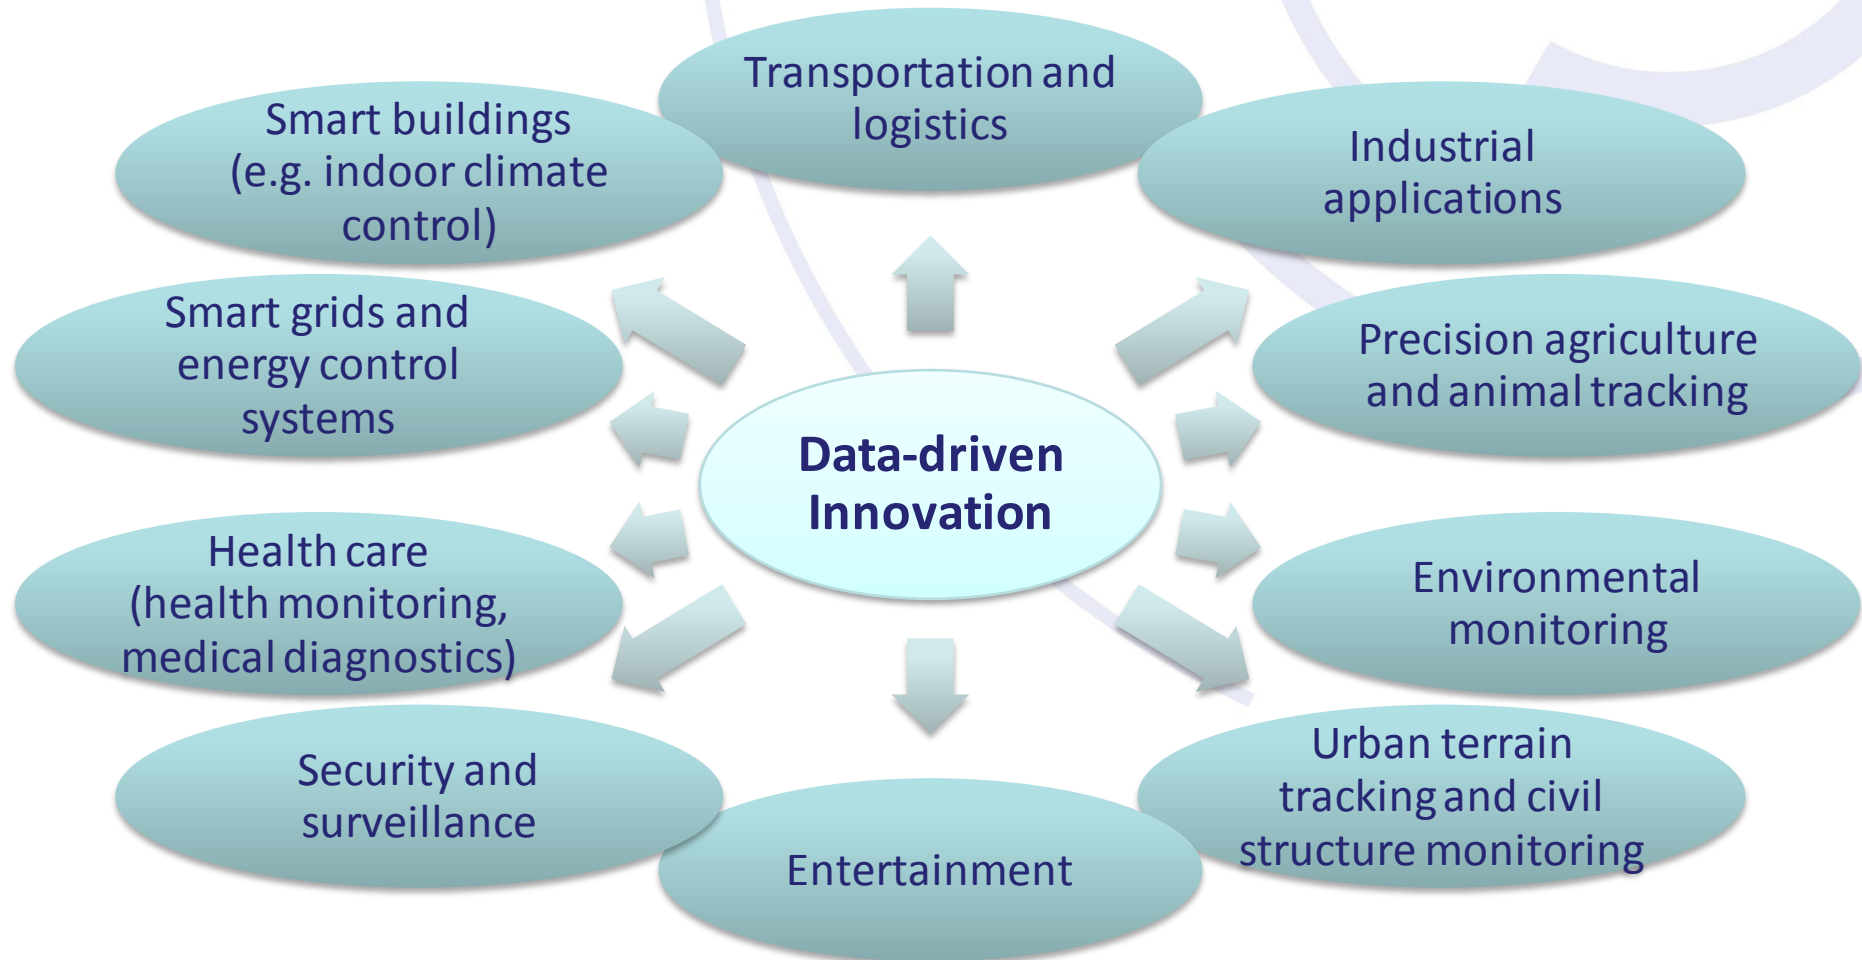 Transportation and
logistics
Smart buildings
(e.g. indoor climate
control)
Industrial
applications
Smart grids and
energy control
systems
Precision agriculture
and animal tracking
Data-driven
Innovation
Health care
(health monitoring,
medical diagnostics)
Environmental
monitoring
Security and
surveillance
Urban terrain
tracking and civil
structure monitoring
Entertainment